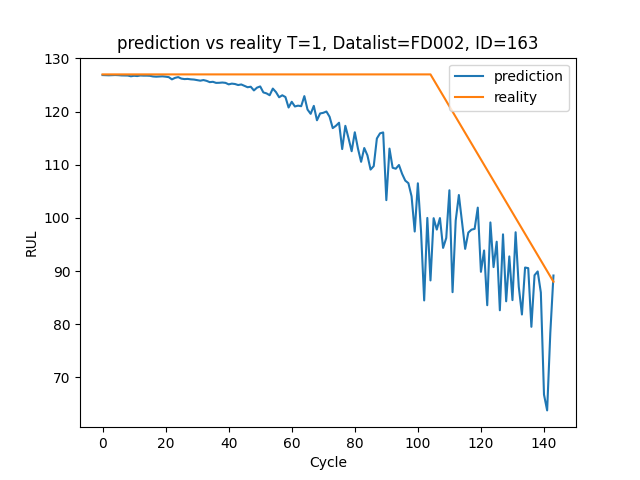 prediction vs reality T=1, Datalist=FD002, ID=163
130
120
110
100
90
80
70
RUL
prediction
reality
0 20 40 60 80 100 120 140
Cycle